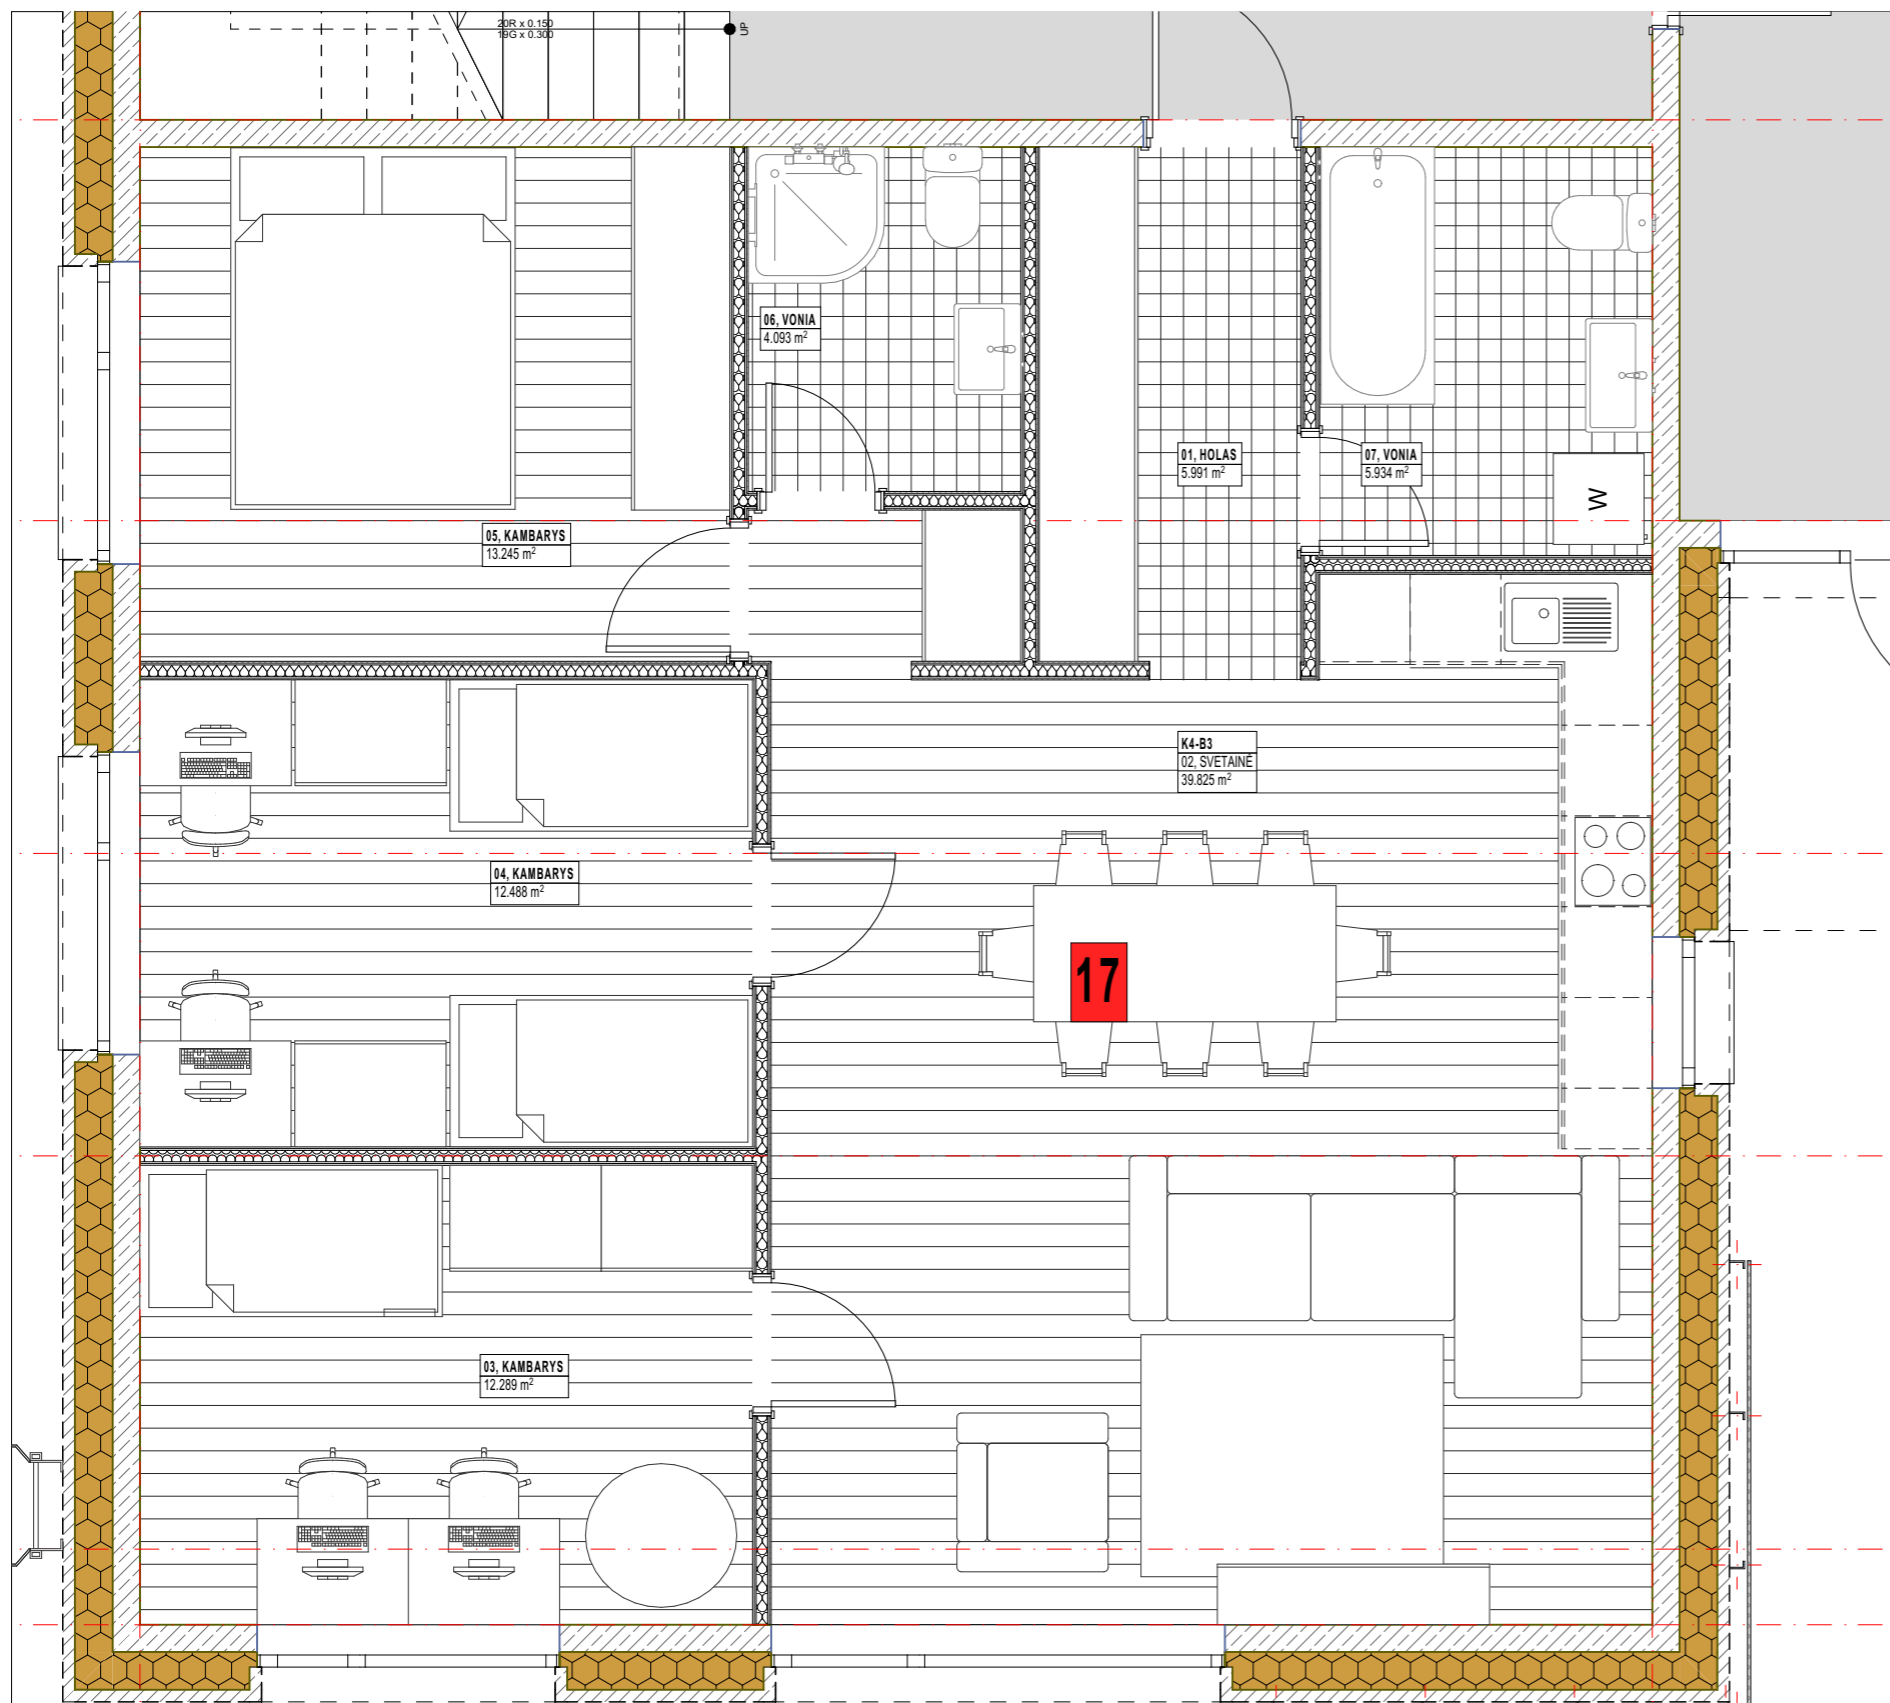 20R x 0.150
19G x 0.300
UP
06, VONIA
4.093 m²
01, HOLAS
5.991 m²
07, VONIA
5.934 m²
W
05, KAMBARYS
13.245 m²
K4-B3
02, SVETAINĖ
39.825 m²
04, KAMBARYS
12.488 m²
17
03, KAMBARYS
12.289 m²